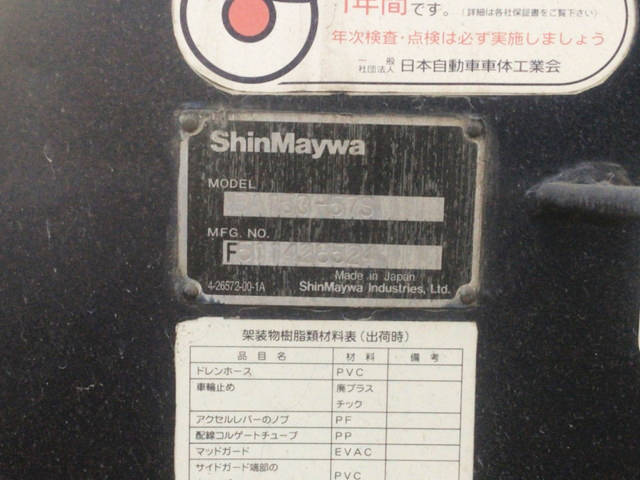 1年間です。(詳細は各社保証書をご覧下さい)
年次検査・点検は必ず実施しましょう
一般社団法人 日本自動車車体工業会
ShinMaywa
MODEL
MFG. NO.
F
Made in Japan
4-26572-00-1A ShinMaywa Industries, Ltd.
架装物樹脂類材料表(出荷時)
品目名 材料 備考
ドレンホース PVC
車輪止め 廃プラス
チック
アクセルレバーのノブ PF
配線コルゲートチューブ PP
マッドガード EVAC
サイドガード端部の
PVC